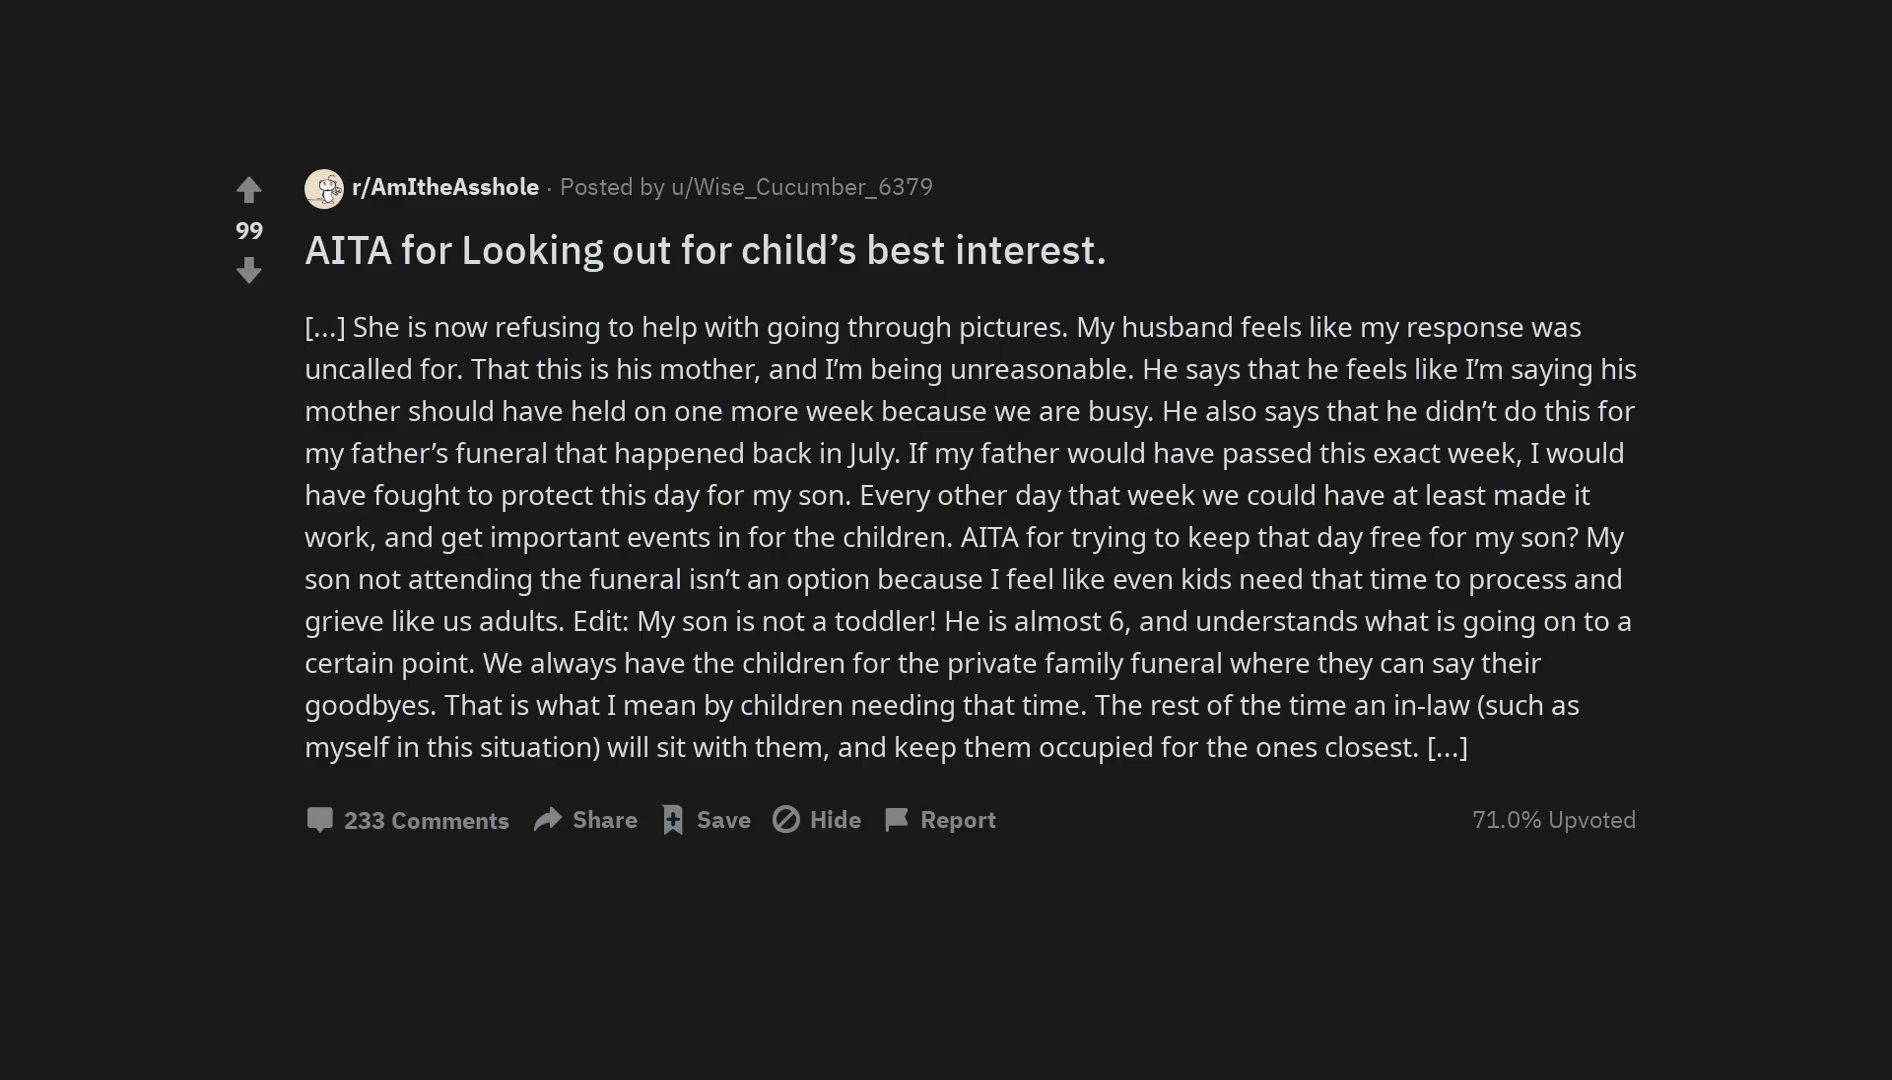 r/AmItheAsshole · Posted by u/Wise_Cucumber_6379
99
AITA for Looking out for child’s best interest.
[...] She is now refusing to help with going through pictures. My husband feels like my response was
uncalled for. That this is his mother, and I’m being unreasonable. He says that he feels like I’m saying his
mother should have held on one more week because we are busy. He also says that he didn’t do this for
my father’s funeral that happened back in July. If my father would have passed this exact week, I would
have fought to protect this day for my son. Every other day that week we could have at least made it
work, and get important events in for the children. AITA for trying to keep that day free for my son? My
son not attending the funeral isn’t an option because I feel like even kids need that time to process and
grieve like us adults. Edit: My son is not a toddler! He is almost 6, and understands what is going on to a
certain point. We always have the children for the private family funeral where they can say their
goodbyes. That is what I mean by children needing that time. The rest of the time an in-law (such as
myself in this situation) will sit with them, and keep them occupied for the ones closest. [...]
233 Comments Share Save Hide Report 71.0% Upvoted